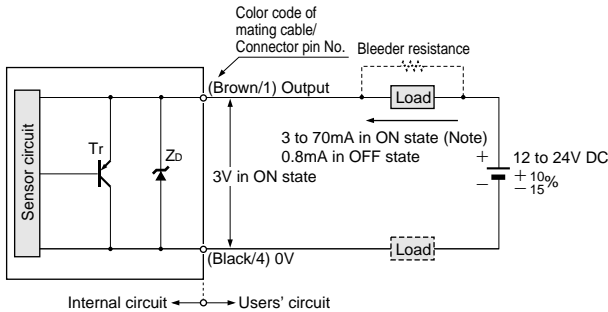 Color code of
mating cable/
Connector pin No.
Bleeder resistance
(Brown/1) Output
Load
Sensor circuit
Tr
ZD
3V in ON state
3 to 70mA in ON state (Note)
0.8mA in OFF state
+
−
12 to 24V DC
+ 10
− 15 %
(Black/4) 0V
Load
Internal circuit
Users' circuit